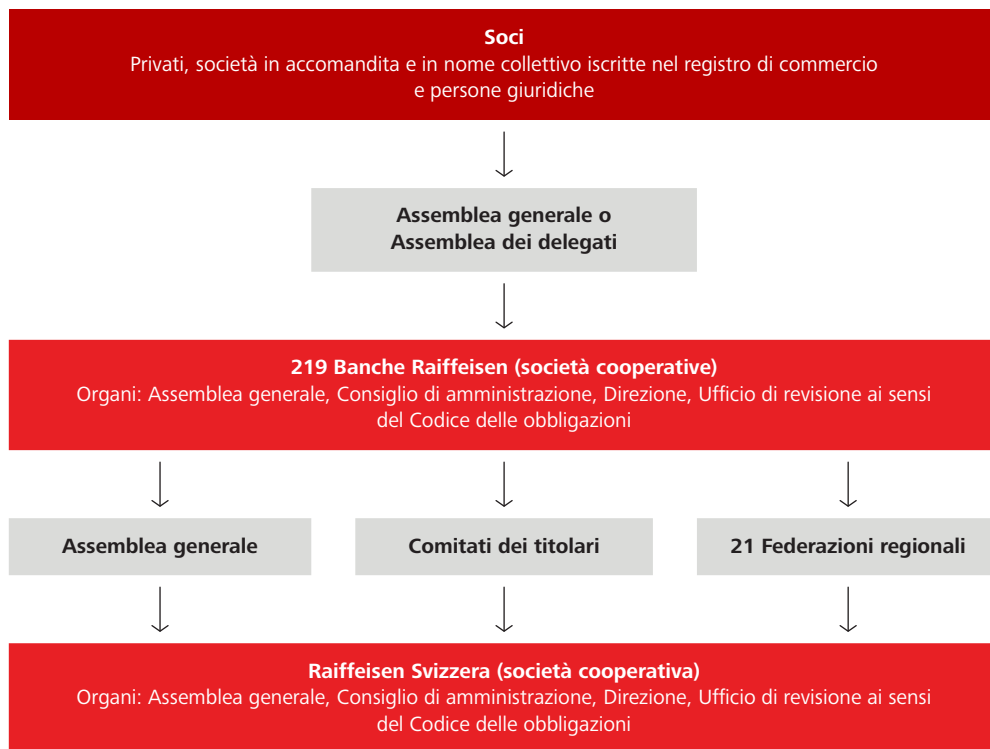 Soci
Privati, società in accomandita e in nome collettivo iscritte nel registro di commercio
e persone giuridiche
Assemblea generale o
Assemblea dei delegati
219 Banche Raiffeisen (società cooperative)
Organi: Assemblea generale, Consiglio di amministrazione, Direzione, Ufficio di revisione ai sensi
del Codice delle obbligazioni
Assemblea generale
Comitati dei titolari
21 Federazioni regionali
Raiffeisen Svizzera (società cooperativa)
Organi: Assemblea generale, Consiglio di amministrazione, Direzione, Ufficio di revisione ai sensi
del Codice delle obbligazioni